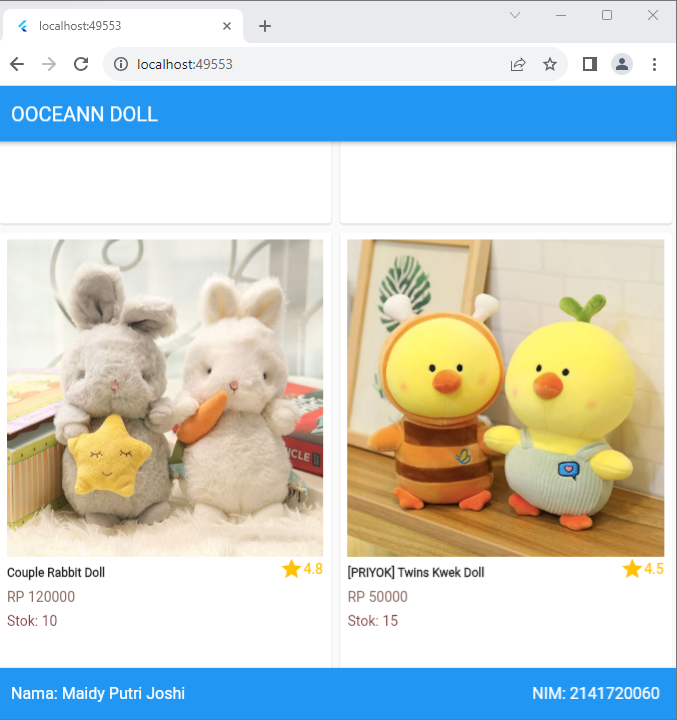 localhost:49553
localhost:49553
OOCEANN DOLL
Couple Rabbit Doll
4.8
RP 120000
Stok: 10
[PRIYOK] Twins Kwek Doll
4.5
RP 50000
Stok: 15
Nama: Maidy Putri Joshi
NIM: 2141720060